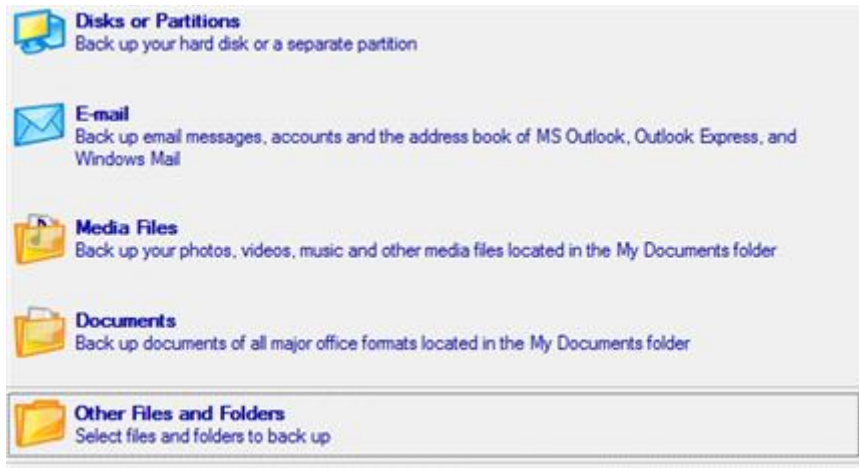 Disks or Partitions
Back up your hard disk or a separate partition
E-mail
Back up email messages, accounts and the address book of MS Outlook, Outlook Express, and
Windows Mail
Media Files
Back up your photos, videos, music and other media files located in the My Documents folder
Documents
Back up documents of all major office formats located in the My Documents folder
Other Files and Folders
Select files and folders to back up